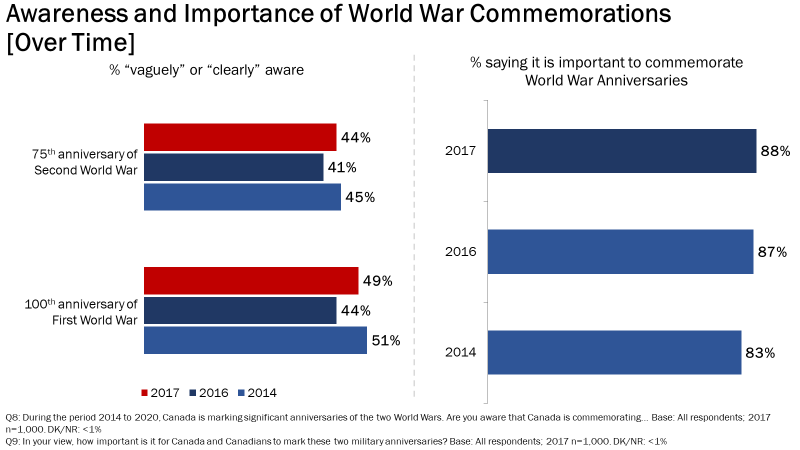 Awareness and Importance of World War Commemorations
[Over Time]
% “vaguely” or “clearly” aware
75th anniversary of
Second World War
44%
41%
45%
100th anniversary of
First World War
49%
44%
51%
2017 2016 2014
% saying it is important to commemorate
World War Anniversaries
2017 88%
2016 87%
2014 83%
Q8: During the period 2014 to 2020, Canada is marking significant anniversaries of the two World Wars. Are you aware that Canada is commemorating... Base: All respondents; 2017
n=1,000. DK/NR: <1%
Q9: In your view, how important is it for Canada and Canadians to mark these two military anniversaries? Base: All respondents; 2017 n=1,000. DK/NR: <1%